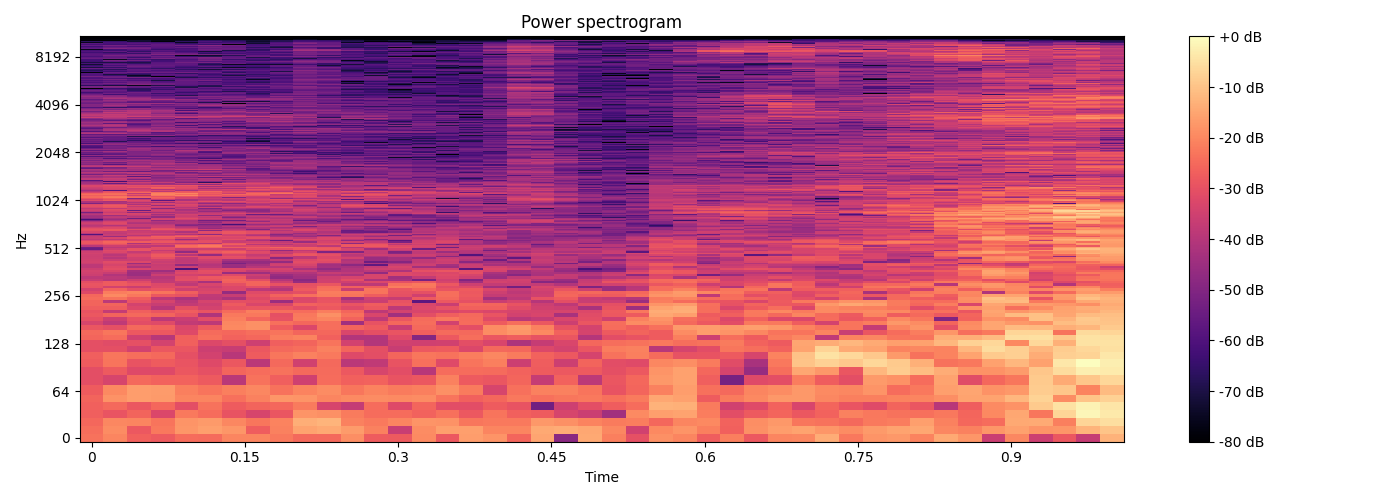 Power spectrogram
Hz
8192
4096
2048
1024
512
256
128
64
0
0 0.15 0.3 0.45 0.6 0.75 0.9
Time
+0 dB
-10 dB
-20 dB
-30 dB
-40 dB
-50 dB
-60 dB
-70 dB
-80 dB